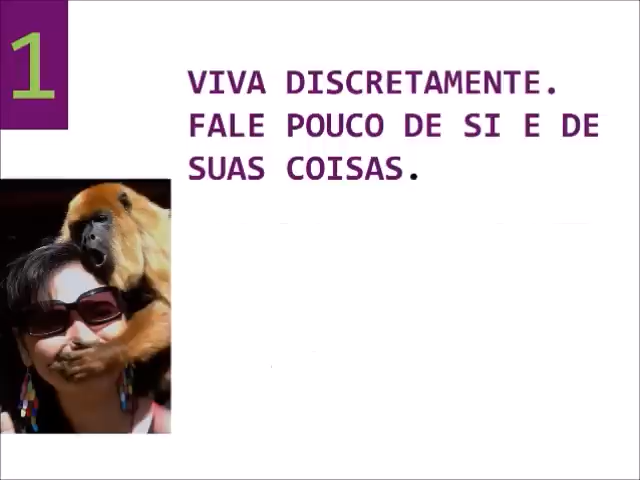 1
VIVA DISCRETAMENTE.
FALE POUCO DE SI E DE
SUAS COISAS.